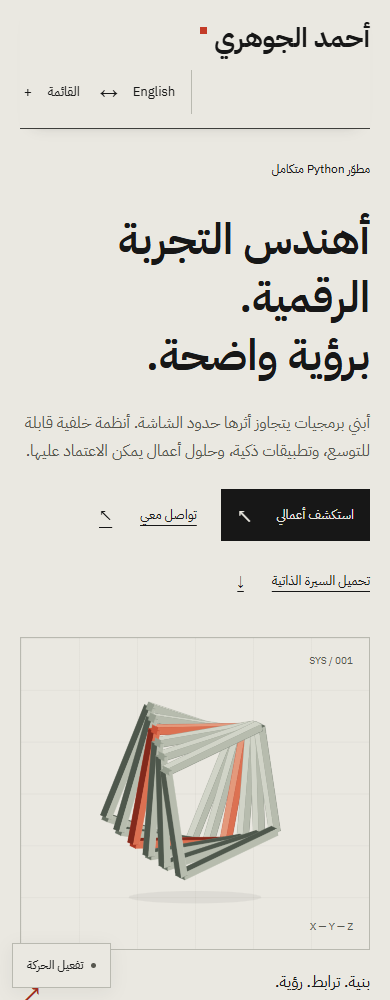 أحمد الجوهري
English ↔ القائمة +
مطوّر Python متكامل
أهندس التجربة
الرقمية.
برؤية واضحة.
أبني برمجيات يتجاوز أثرها حدود الشاشة. أنظمة خلفية قابلة
للتوسع، وتطبيقات ذكية، وحلول أعمال يمكن الاعتماد عليها.
استكشف أعمالي ↖ تواصل معي ↖
تحميل السيرة الذاتية ↓
SYS / 001
X — Y — Z
تفعيل الحركة
بنية. ترابط. رؤية.